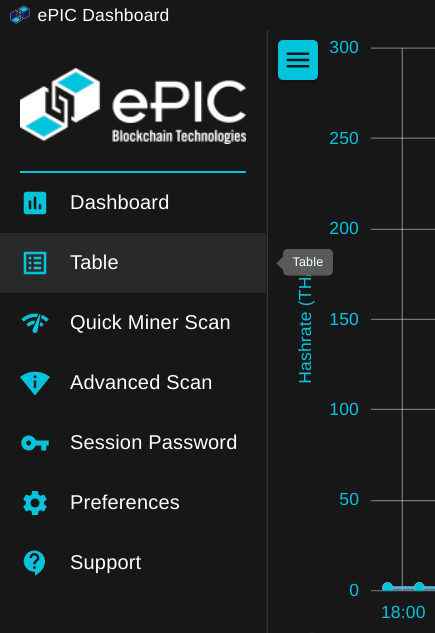 ePIC Dashboard
ePIC
Blockchain Technologies
Dashboard
Table
Quick Miner Scan
Advanced Scan
Session Password
Preferences
Support
Table
Hashrate (TH
300
250
200
150
100
50
0
18:00